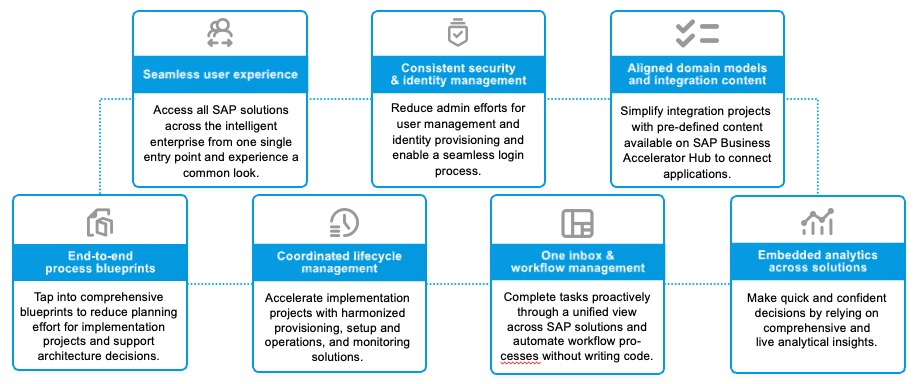 Seamless user experience
Access all SAP solutions
across the intelligent
enterprise from one single
entry point and experience a
common look.
Consistent security
& identity management
Reduce admin efforts for
user management and
identity provisioning and
enable a seamless login
process.
Aligned domain models
and integration content
Simplify integration projects
with pre-defined content
available on SAP Business
Accelerator Hub to connect
applications.
End-to-end
process blueprints
Tap into comprehensive
blueprints to reduce planning
effort for implementation
projects and support
architecture decisions.
Coordinated lifecycle
management
Accelerate implementation
projects with harmonized
provisioning, setup and
operations, and monitoring
solutions.
One inbox &
workflow management
Complete tasks proactively
through a unified view
across SAP solutions and
automate workflow pro-
cesses without writing code.
Embedded analytics
across solutions
Make quick and confident
decisions by relying on
comprehensive and
live analytical insights.